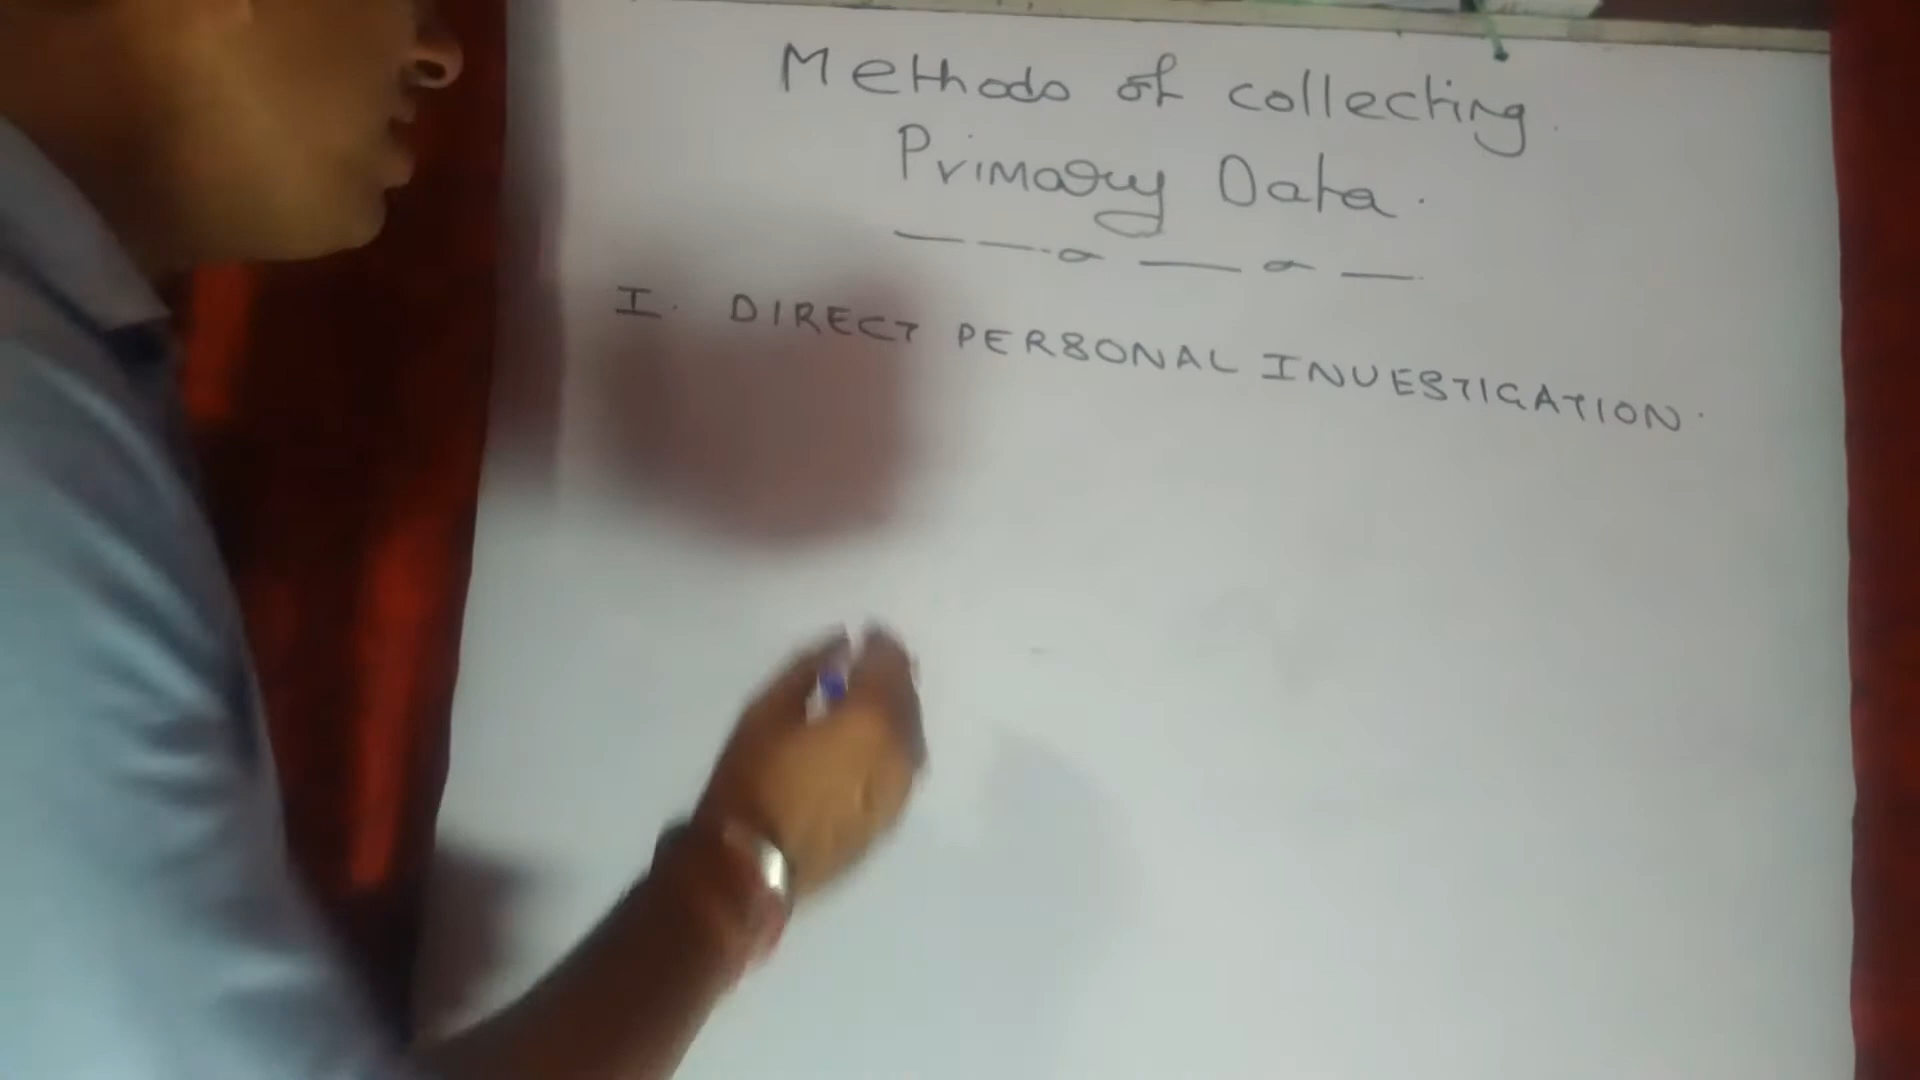 Methods of collecting.
Primary Data.
I. DIRECT PERSONAL INVESTIGATION.